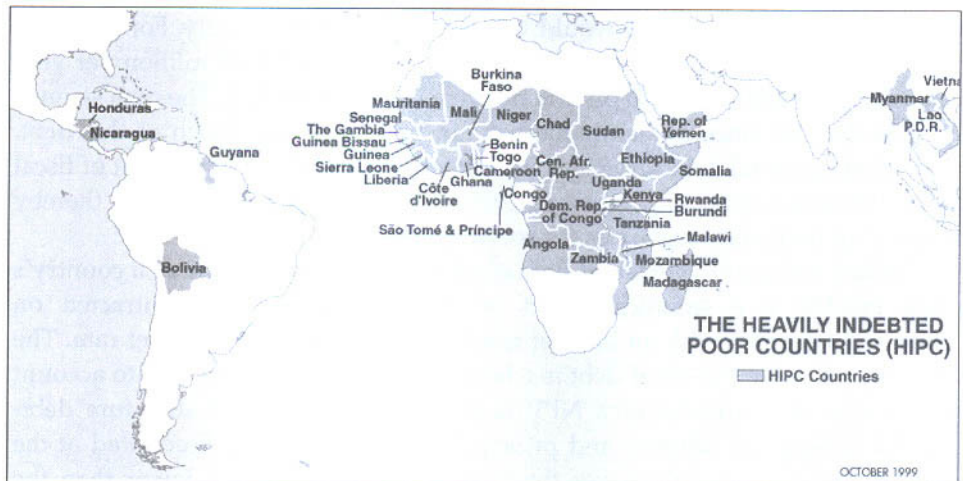 Honduras
Nicaragua
Guyana
Bolivia
Mauritania
Senegal
The Gambia
Guinea Bissau
Guinea
Sierra Leone
Liberia
Côte
d'Ivoire
Mali
Burkina
Faso
Niger
Ghana
Benin
Togo
Cameroon
Chad
Cen. Afr.
Rep.
Sudan
Congo
São Tomé & Príncipe
Dem. Rep.
of Congo
Angola
Zambia
Rep. of
Yemen
Ethiopia
Somalia
Uganda
Kenya
Rwanda
Burundi
Tanzania
Malawi
Mozambique
Madagascar
Myanmar
Lao
P.D.R.
THE HEAVILY INDEBTED
POOR COUNTRIES (HIPC)
HIPC Countries
OCTOBER 1999